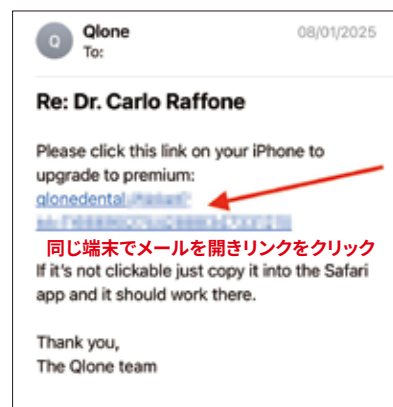 Q
Qlone
08/01/2025
To:
Re: Dr. Carlo Raffone
Please click this link on your iPhone to
upgrade to premium:
qlonedental
同じ端末でメールを開きリンクをクリック
If it's not clickable just copy it into the Safari
app and it should work there.
Thank you,
The Qlone team